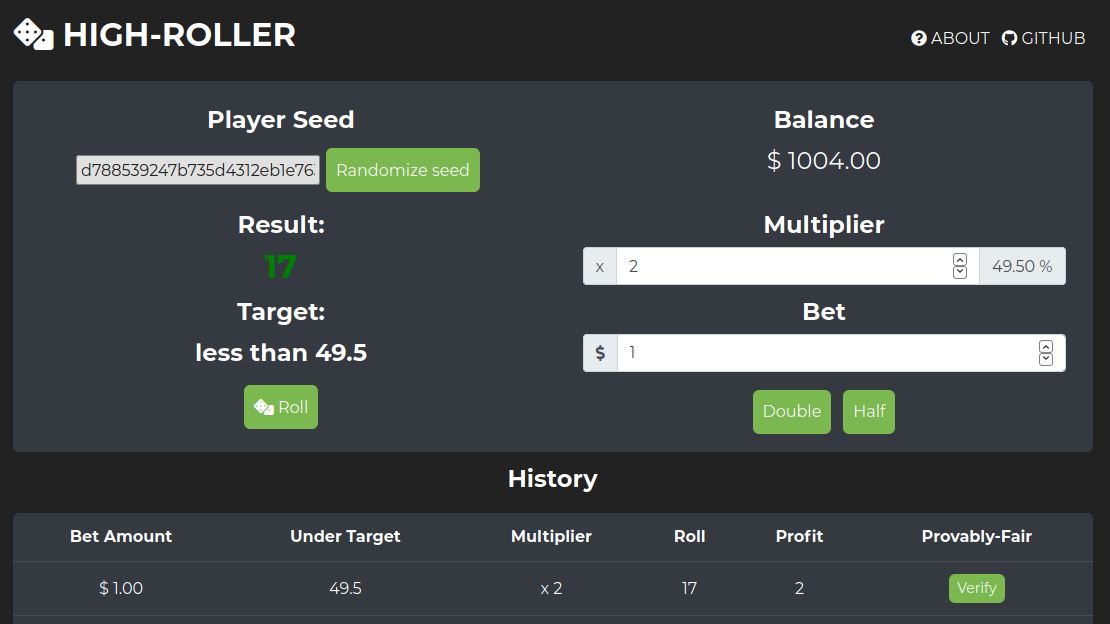 HIGH-ROLLER
ABOUT GITHUB
Player Seed
d788539247b735d4312eb1e76 Randomize seed
Balance
$ 1004.00
Result:
17
Multiplier
x 2 49.50 %
Target:
less than 49.5
Bet
$ 1
Roll
Double Half
History
Bet Amount Under Target Multiplier Roll Profit Provably-Fair
$ 1.00 49.5 x 2 17 2 Verify